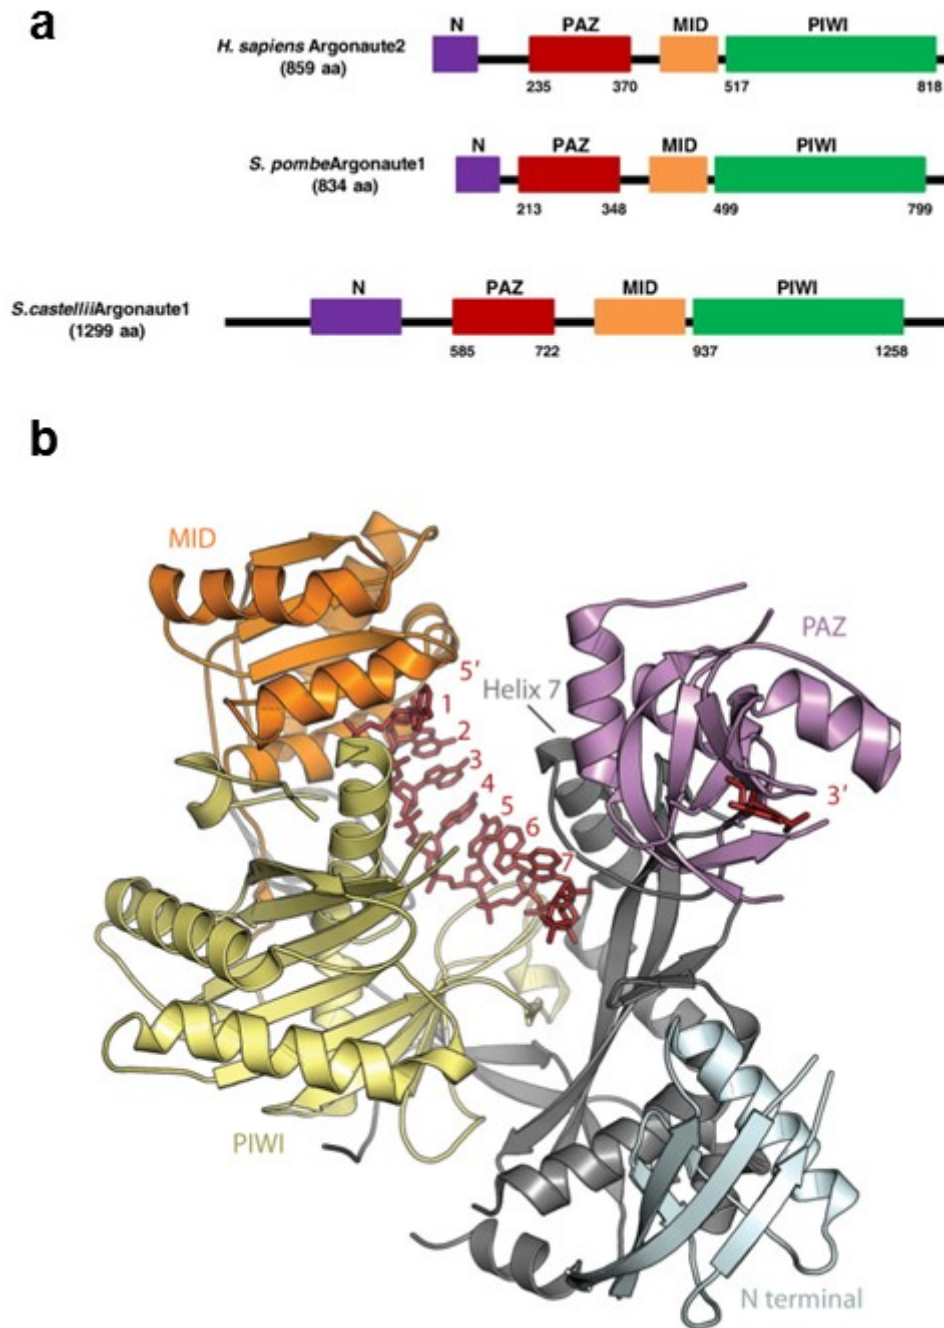 a
N PAZ MID PIWI
H. sapiens Argonaute2
(859 aa)
235 370 517 818
N PAZ MID PIWI
S. pombeArgonaute1
(834 aa)
213 348 499 799
N PAZ MID PIWI
S.castelliiArgonaute1
(1299 aa)
585 722 937 1258
b
MID
PAZ
5′
Helix 7
1
2
3
4
3′
5
6
7
PIWI
N terminal